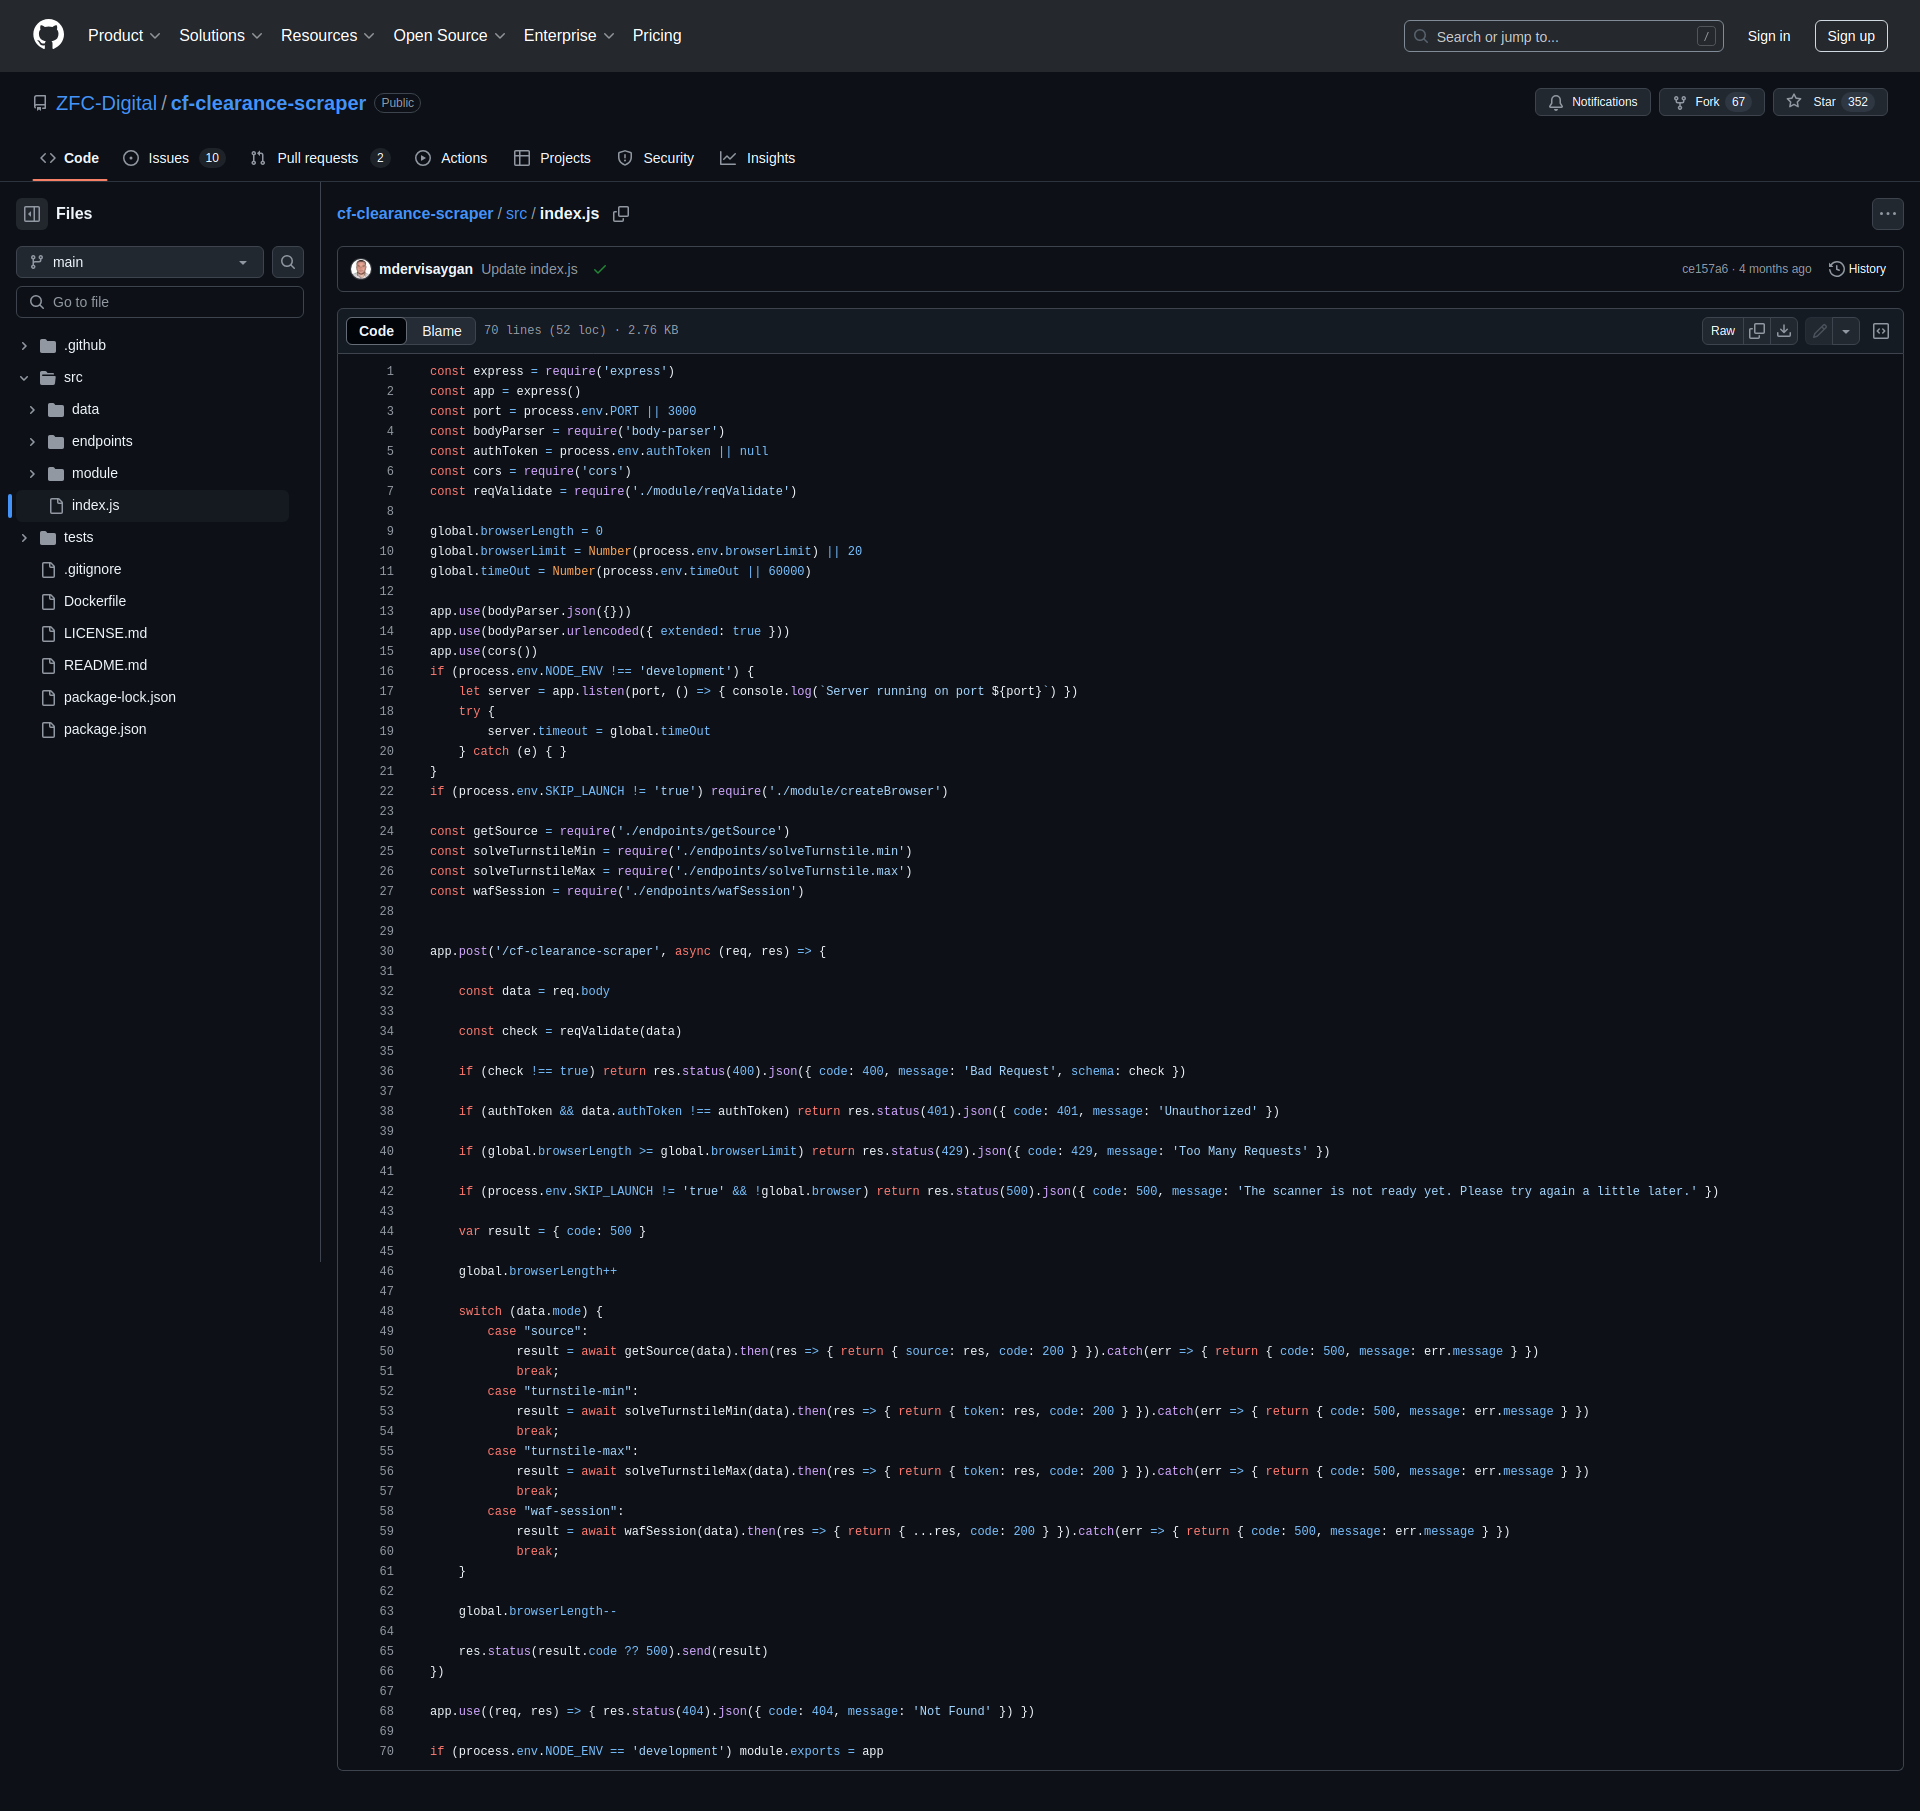 Product Solutions Resources Open Source Enterprise Pricing Search or jump to... / Sign in Sign up
ZFC-Digital / cf-clearance-scraper Public Notifications Fork 67 Star 352
Code Issues 10 Pull requests 2 Actions Projects Security Insights
Files
main
Go to file
.github
src
data
endpoints
module
index.js
tests
.gitignore
Dockerfile
LICENSE.md
README.md
package-lock.json
package.json
cf-clearance-scraper / src / index.js
mdervisaygan Update index.js ce157a6 · 4 months ago History
Code Blame 70 lines (52 loc) · 2.76 KB Raw
1 const express = require('express')
2 const app = express()
3 const port = process.env.PORT || 3000
4 const bodyParser = require('body-parser')
5 const authToken = process.env.authToken || null
6 const cors = require('cors')
7 const reqValidate = require('./module/reqValidate')
8
9 global.browserLength = 0
10 global.browserLimit = Number(process.env.browserLimit) || 20
11 global.timeOut = Number(process.env.timeOut || 60000)
12
13 app.use(bodyParser.json({}))
14 app.use(bodyParser.urlencoded({ extended: true }))
15 app.use(cors())
16 if (process.env.NODE_ENV !== 'development') {
17     let server = app.listen(port, () => { console.log(`Server running on port ${port}`) })
18     try {
19         server.timeout = global.timeOut
20     } catch (e) { }
21 }
22 if (process.env.SKIP_LAUNCH != 'true') require('./module/createBrowser')
23
24 const getSource = require('./endpoints/getSource')
25 const solveTurnstileMin = require('./endpoints/solveTurnstile.min')
26 const solveTurnstileMax = require('./endpoints/solveTurnstile.max')
27 const wafSession = require('./endpoints/wafSession')
28
29
30 app.post('/cf-clearance-scraper', async (req, res) => {
31
32     const data = req.body
33
34     const check = reqValidate(data)
35
36     if (check !== true) return res.status(400).json({ code: 400, message: 'Bad Request', schema: check })
37
38     if (authToken && data.authToken !== authToken) return res.status(401).json({ code: 401, message: 'Unauthorized' })
39
40     if (global.browserLength >= global.browserLimit) return res.status(429).json({ code: 429, message: 'Too Many Requests' })
41
42     if (process.env.SKIP_LAUNCH != 'true' && !global.browser) return res.status(500).json({ code: 500, message: 'The scanner is not ready yet. Please try again a little later.' })
43
44     var result = { code: 500 }
45
46     global.browserLength++
47
48     switch (data.mode) {
49         case "source":
50             result = await getSource(data).then(res => { return { source: res, code: 200 } }).catch(err => { return { code: 500, message: err.message } })
51             break;
52         case "turnstile-min":
53             result = await solveTurnstileMin(data).then(res => { return { token: res, code: 200 } }).catch(err => { return { code: 500, message: err.message } })
54             break;
55         case "turnstile-max":
56             result = await solveTurnstileMax(data).then(res => { return { token: res, code: 200 } }).catch(err => { return { code: 500, message: err.message } })
57             break;
58         case "waf-session":
59             result = await wafSession(data).then(res => { return { ...res, code: 200 } }).catch(err => { return { code: 500, message: err.message } })
60             break;
61     }
62
63     global.browserLength--
64
65     res.status(result.code ?? 500).send(result)
66 })
67
68 app.use((req, res) => { res.status(404).json({ code: 404, message: 'Not Found' }) })
69
70 if (process.env.NODE_ENV == 'development') module.exports = app